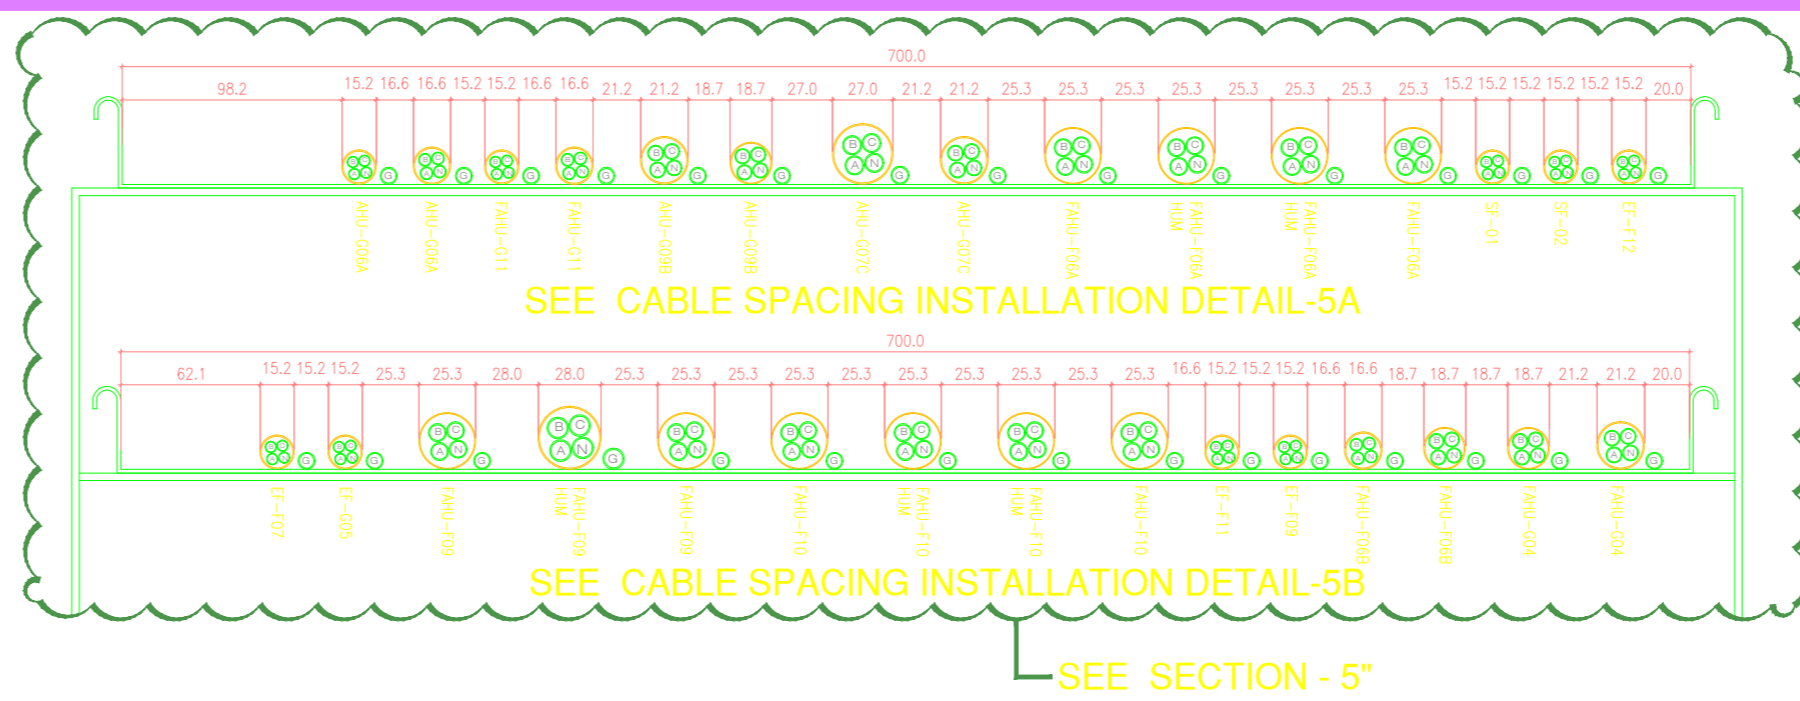 700.0
98.2 15.2 16.6 16.6 15.2 15.2 16.6 16.6 21.2 21.2 18.7 18.7 27.0 27.0 21.2 21.2 25.3 25.3 25.3 25.3 25.3 25.3 25.3 25.3 15.2 15.2 15.2 15.2 15.2 15.2 20.0
B C A N G B C A N G B C A N G B C A N G B C A N G B C A N G B C A N G B C A N G B C A N G B C A N G B C A N G B C A N G B C A N G B C A N G B C A N G
AHU-G06A
AHU-G06A
FAHU-G11
FAHU-G11
AHU-G09B
AHU-G09B
AHU-G07C
AHU-G07C
FAHU-F06A
FAHU-F06A
HUM
FAHU-F06A
HUM
FAHU-F06A
SF-01
SF-02
EF-F12
SEE CABLE SPACING INSTALLATION DETAIL-5A
700.0
62.1 15.2 15.2 15.2 25.3 25.3 28.0 28.0 25.3 25.3 25.3 25.3 25.3 25.3 25.3 25.3 25.3 25.3 16.6 15.2 15.2 15.2 16.6 16.6 18.7 18.7 18.7 18.7 21.2 21.2 20.0
B C A N G B C A N G B C A N G B C A N G B C A N G B C A N G B C A N G B C A N G B C A N G B C A N G B C A N G B C A N G B C A N G B C A N G B C A N G
EF-F07
EF-G05
FAHU-F09
FAHU-F09
HUM
FAHU-F09
FAHU-F10
FAHU-F10
HUM
FAHU-F10
HUM
FAHU-F10
EF-F11
EF-F09
FAHU-F06B
FAHU-F06B
FAHU-G04
FAHU-G04
SEE CABLE SPACING INSTALLATION DETAIL-5B
SEE SECTION - 5"